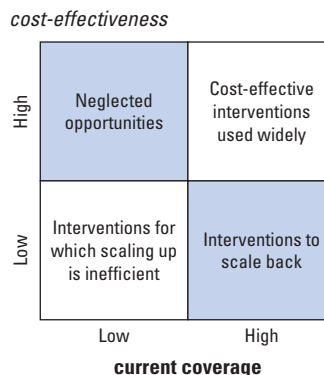 cost-effectiveness
High
Neglected
opportunities
Cost-effective
interventions
used widely
Low
Interventions for
which scaling up
is inefficient
Interventions to
scale back
Low
High
current coverage